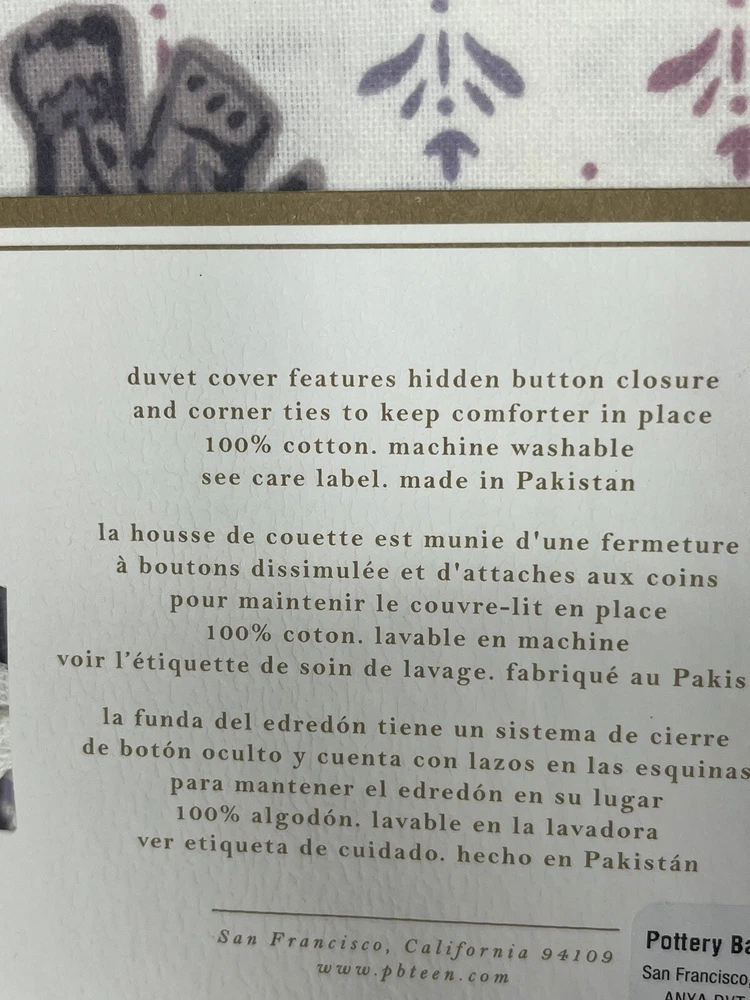 duvet cover features hidden button closure
and corner ties to keep comforter in place
100% cotton. machine washable
see care label. made in Pakistan
la housse de couette est munie d'une fermeture
à boutons dissimulée et d'attaches aux coins
pour maintenir le couvre-lit en place
100% coton. lavable en machine
voir l'étiquette de soin de lavage. fabriqué au Pakis
la funda del edredón tiene un sistema de cierre
de botón oculto y cuenta con lazos en las esquinas
para mantener el edredón en su lugar
100% algodón. lavable en la lavadora
ver etiqueta de cuidado. hecho en Pakistán
San Francisco, California 94109
www.pbteen.com
Pottery Ba
San Francisco
ANYA